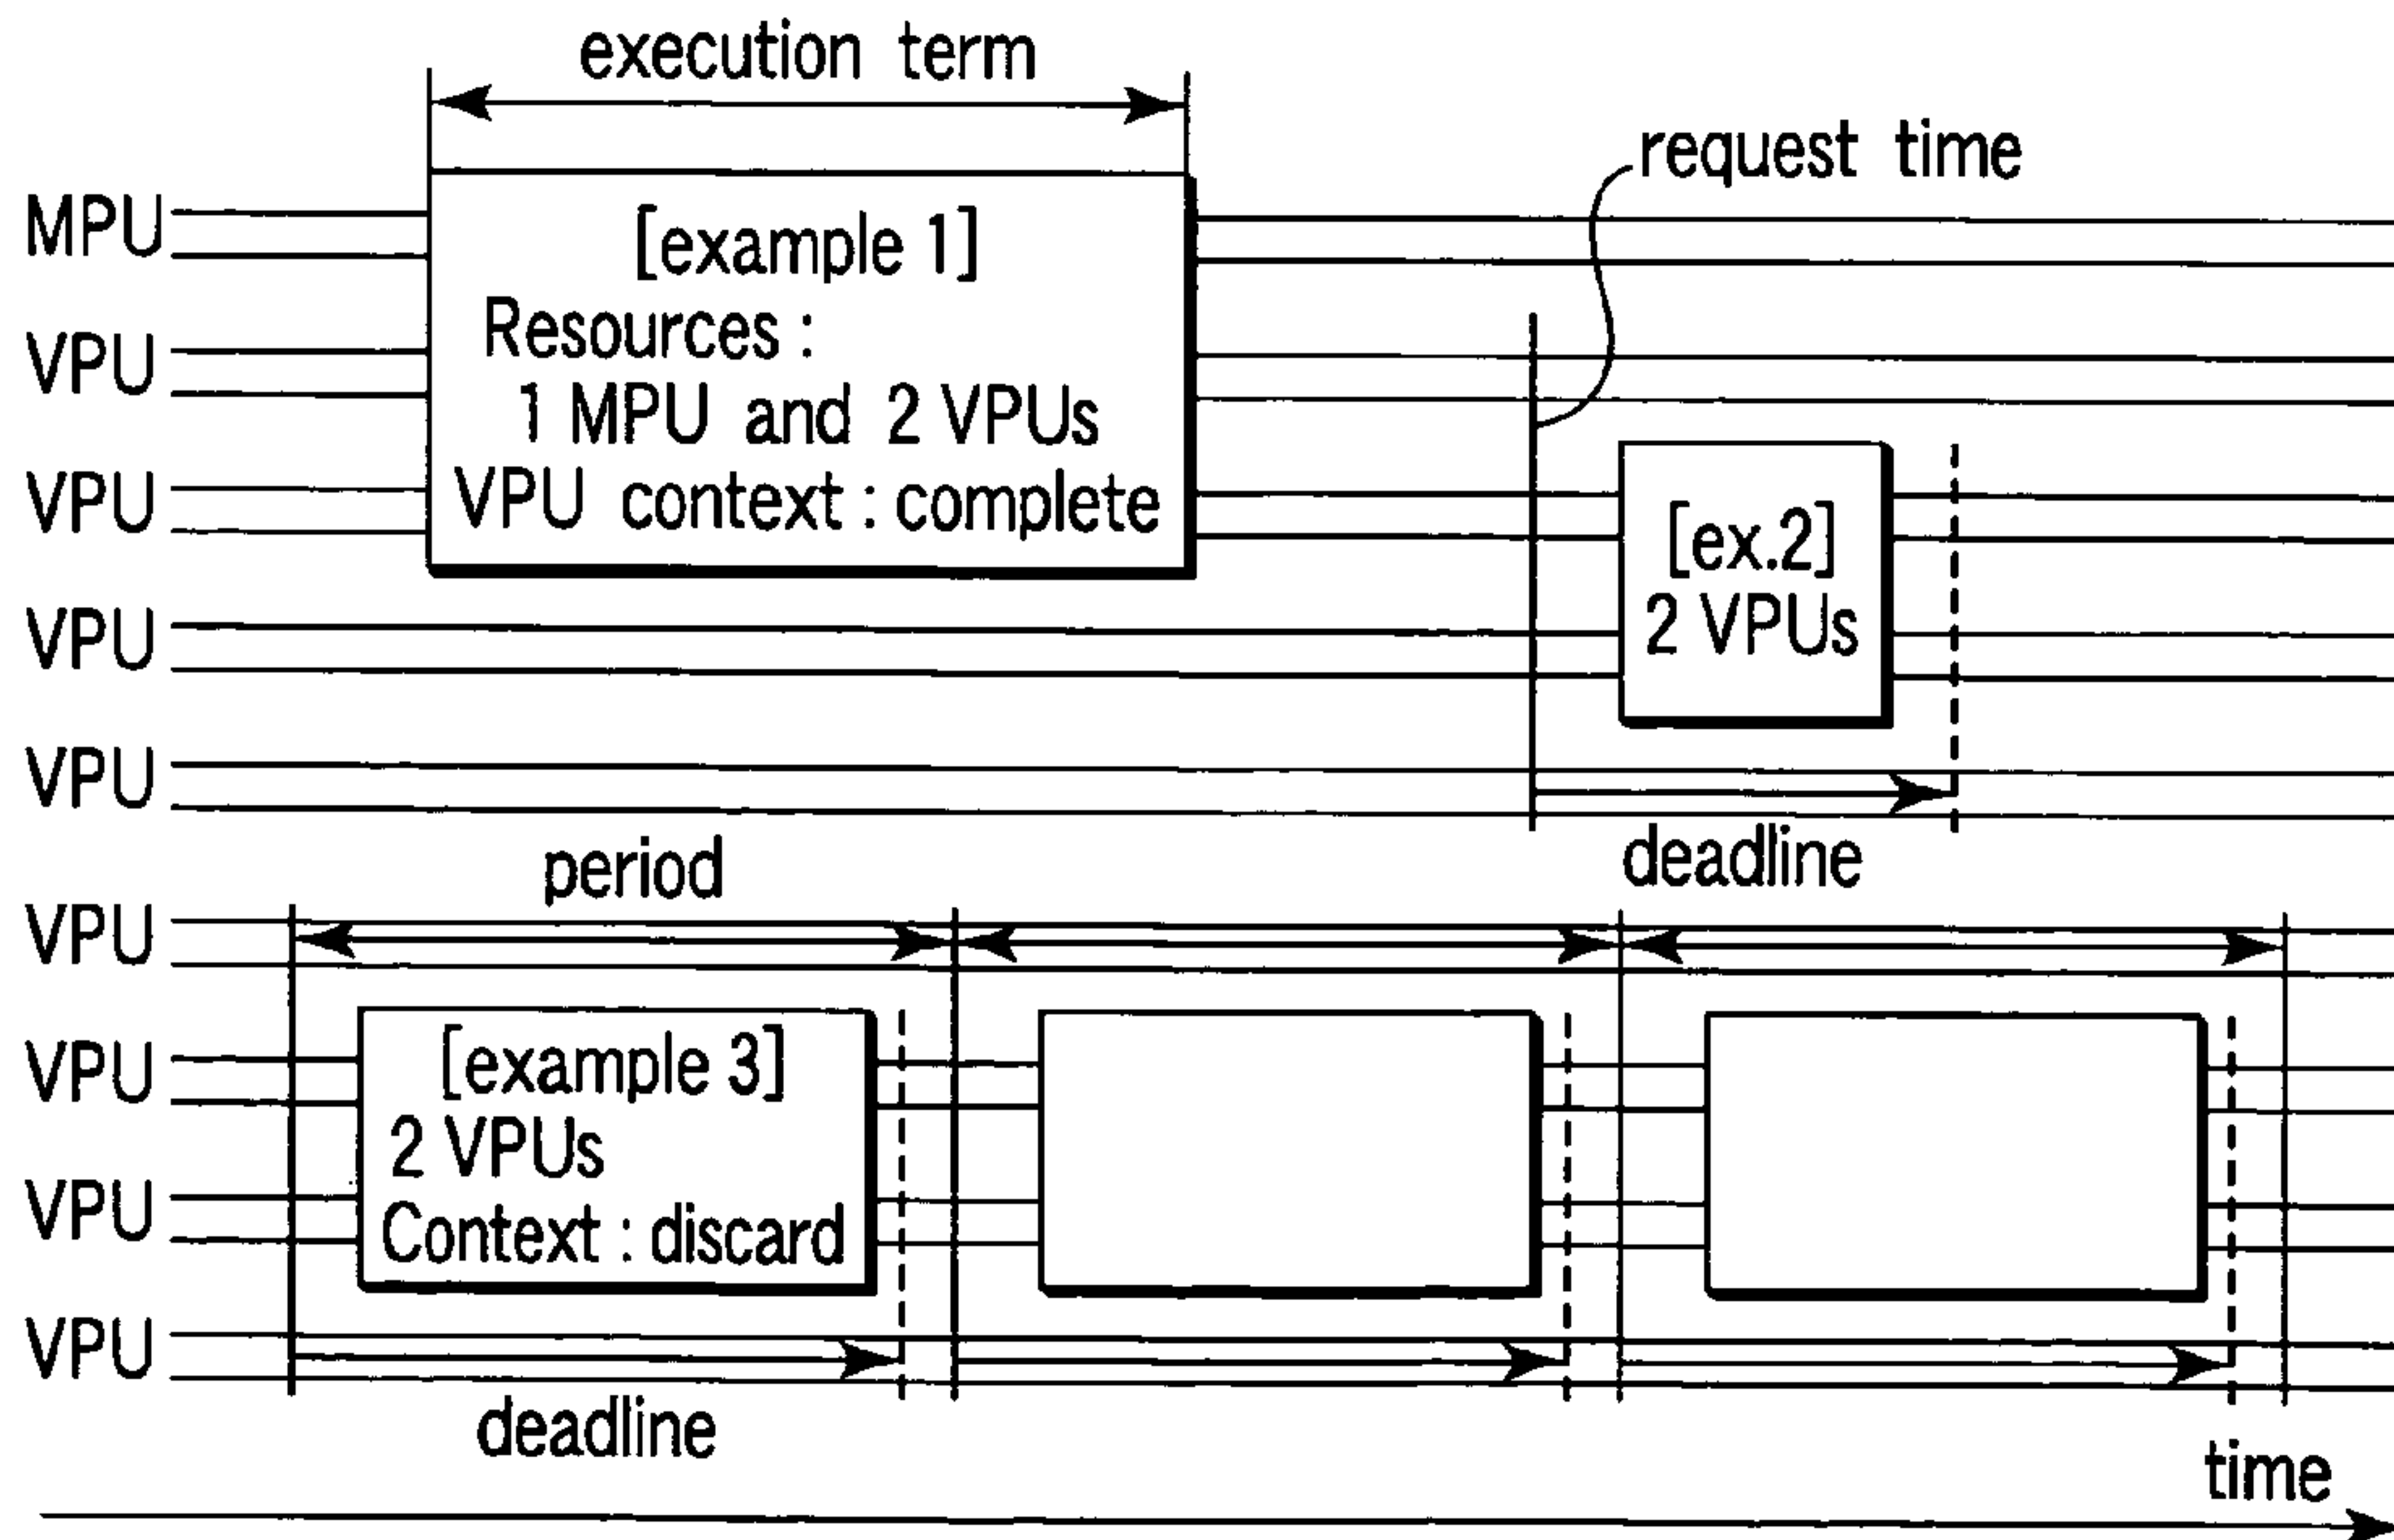 execution term
request time
MPU
[example 1]
Resources :
VPU
1 MPU and 2 VPUs
VPU
VPU context : complete
[ex.2]
VPU
2 VPUs
VPU
deadline
period
VPU
VPU
[example 3]
2 VPUs
VPU
Context : discard
VPU
deadline
time